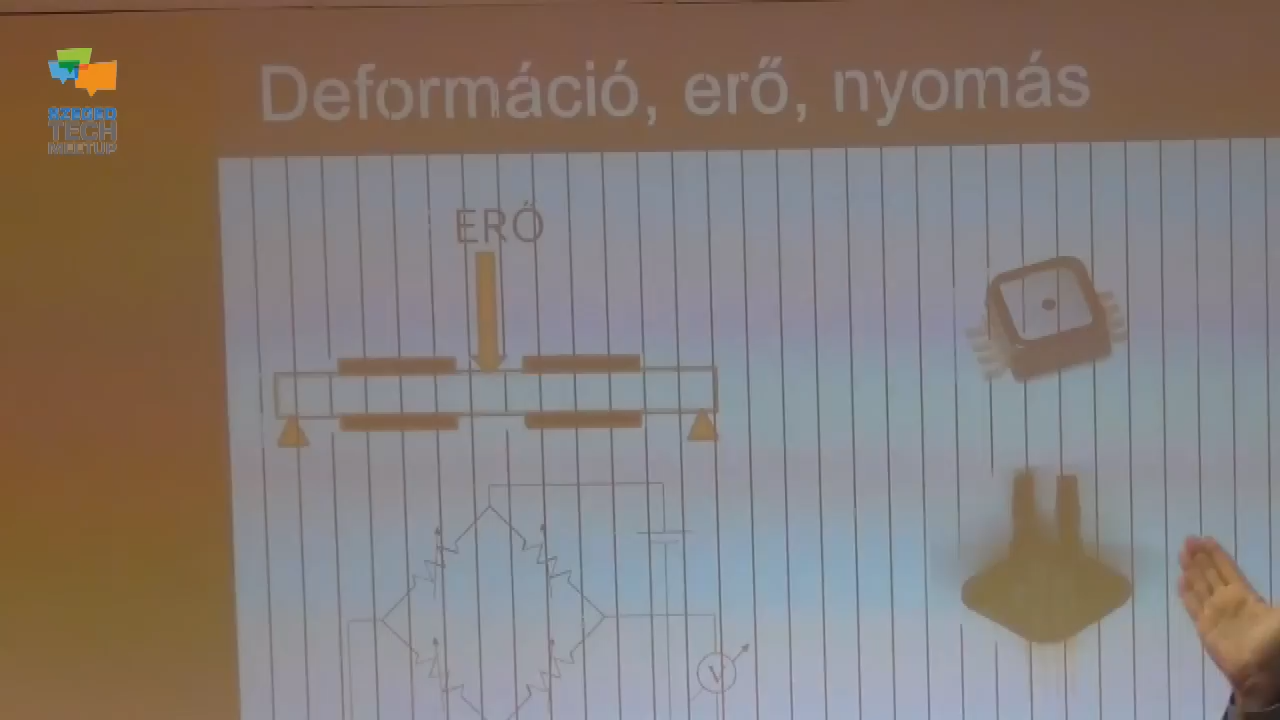 SZEGED
TECH
MEETUP
Deformáció, erő, nyomás
ERŐ
V